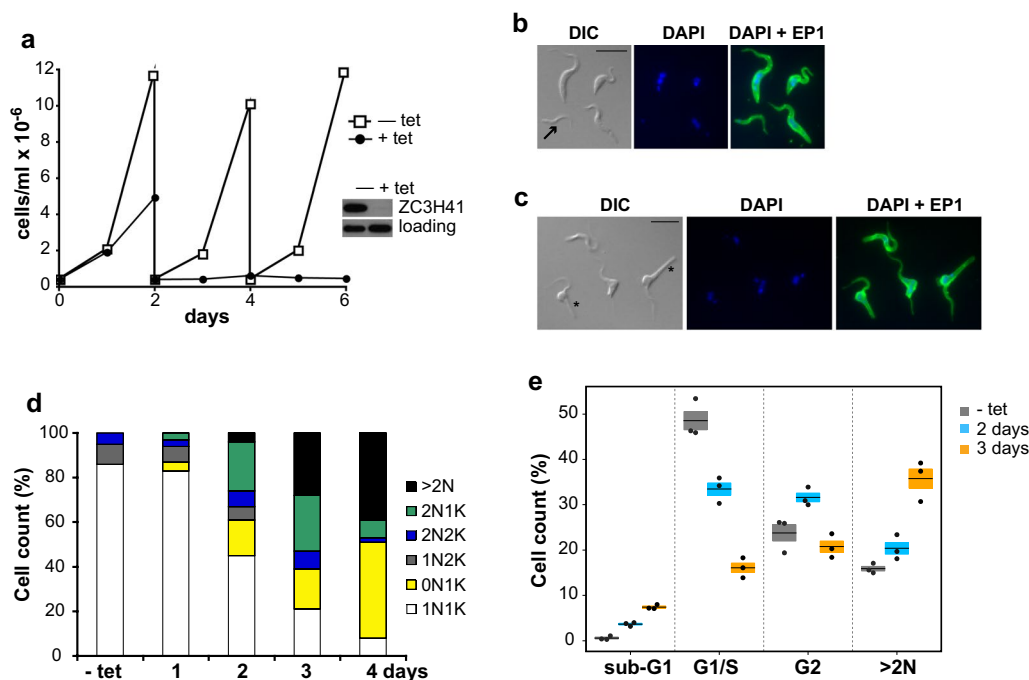 a
cells/ml x 10-6
12
10
8
6
4
2
0
0
2
4
6
days
— tet
+ tet
— + tet
ZC3H41
loading
b
DIC
DAPI
DAPI + EP1
c
DIC
DAPI
DAPI + EP1
*
*
d
Cell count (%)
100
80
60
40
20
0
- tet
1
2
3
4 days
>2N
2N1K
2N2K
1N2K
0N1K
1N1K
e
Cell count (%)
50
40
30
20
10
0
sub-G1
G1/S
G2
>2N
- tet
2 days
3 days